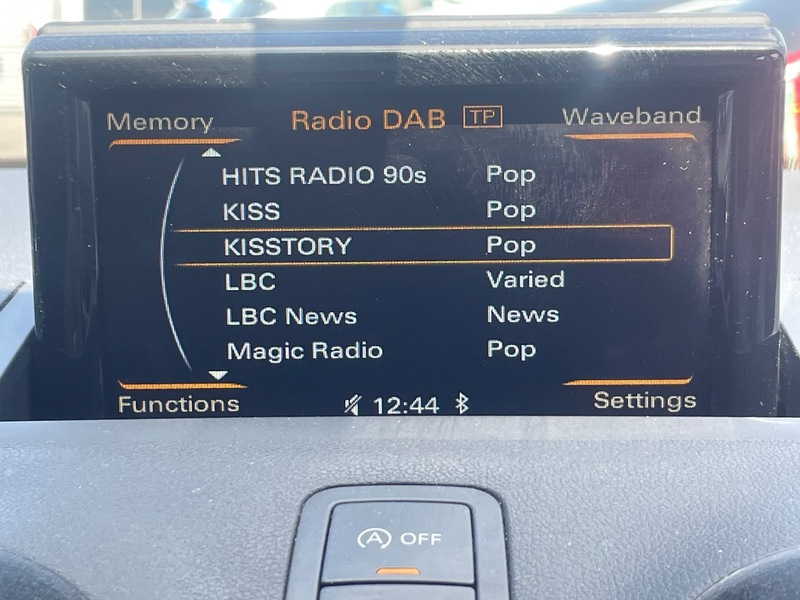 Memory Radio DAB TP Waveband
HITS RADIO 90s Pop
KISS Pop
KISSTORY Pop
LBC Varied
LBC News News
Magic Radio Pop
Functions 12:44 Settings
A OFF